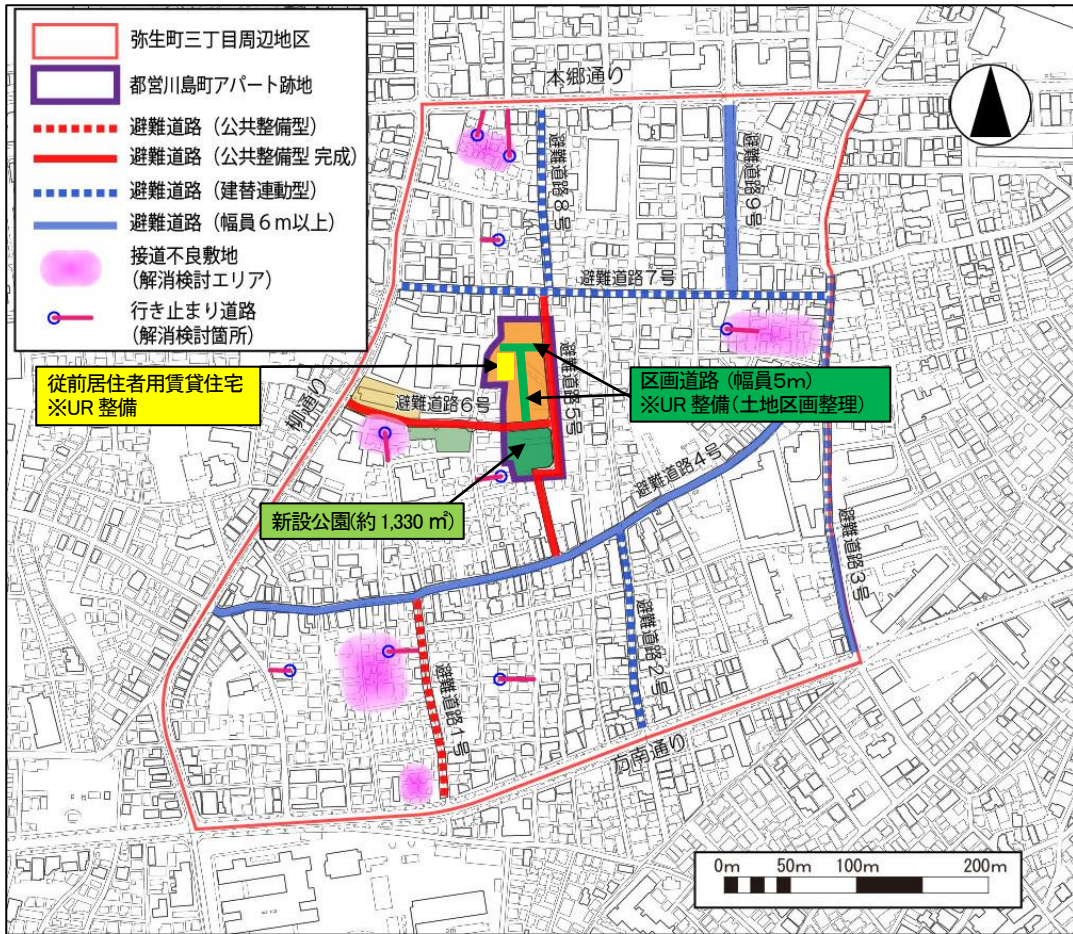 弥生町三丁目周辺地区
都営川島町アパート跡地
避難道路（公共整備型）
避難道路（公共整備型 完成）
避難道路（建替連動型）
避難道路（幅員６ｍ以上）
接道不良敷地
（解消検討エリア）
行き止まり道路
（解消検討箇所）
本郷通り
避難道路8号
避難道路9号
避難道路7号
従前居住者用賃貸住宅
※UR 整備
区画道路（幅員5ｍ）
※UR 整備（土地区画整理）
柳通り
避難道路6号
避難道路5号
避難道路4号
新設公園(約 1,330 ㎡)
避難道路3号
避難道路2号
避難道路1号
方南通り
0m 50m 100m 200m